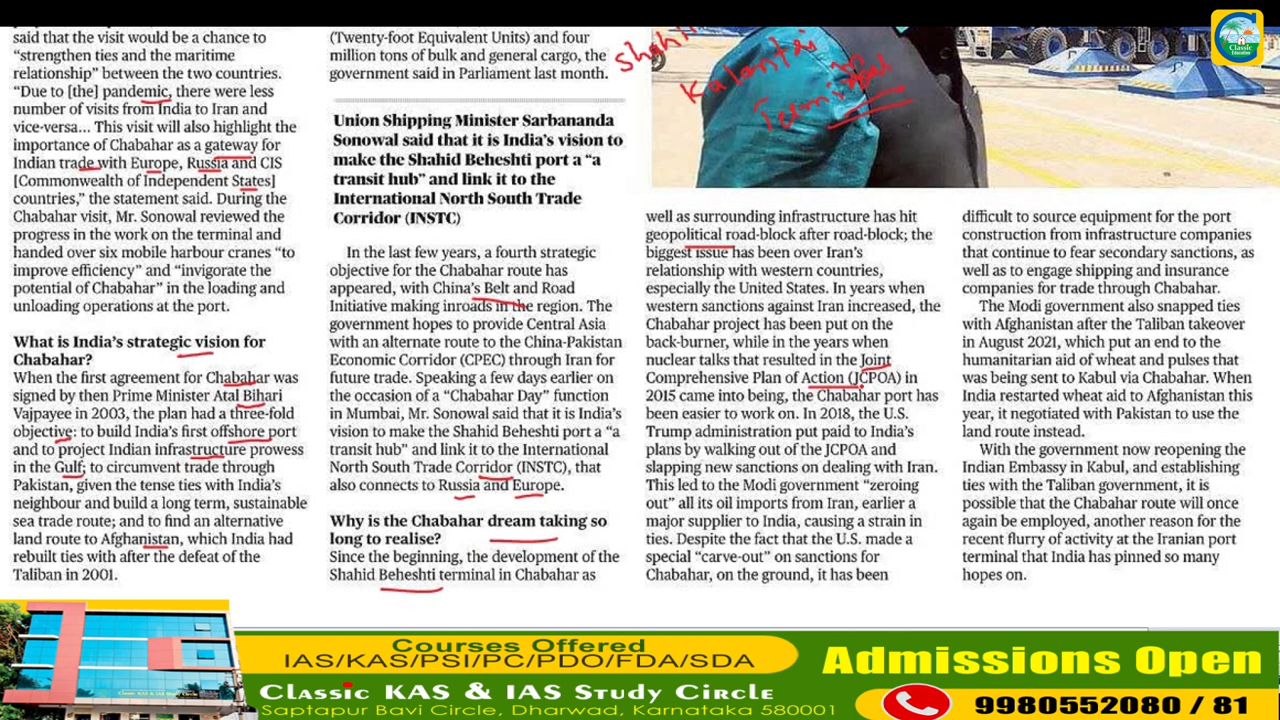 said that the visit would be a chance to
“strengthen ties and the maritime
relationship” between the two countries.
“Due to [the] pandemic, there were less
number of visits from India to Iran and
vice-versa... This visit will also highlight the
importance of Chabahar as a gateway for
Indian trade with Europe, Russia and CIS
[Commonwealth of Independent States]
countries,” the statement said. During the
Chabahar visit, Mr. Sonowal reviewed the
progress in the work on the terminal and
handed over six mobile harbour cranes “to
improve efficiency” and “invigorate the
potential of Chabahar” in the loading and
unloading operations at the port.
What is India’s strategic vision for
Chabahar?
When the first agreement for Chabahar was
signed by then Prime Minister Atal Bihari
Vajpayee in 2003, the plan had a three-fold
objective: to build India’s first offshore port
and to project Indian infrastructure prowess
in the Gulf; to circumvent trade through
Pakistan, given the tense ties with India’s
neighbour and build a long term, sustainable
sea trade route; and to find an alternative
land route to Afghanistan, which India had
rebuilt ties with after the defeat of the
Taliban in 2001.
(Twenty-foot Equivalent Units) and four
million tons of bulk and general cargo, the
government said in Parliament last month.
Union Shipping Minister Sarbananda
Sonowal said that it is India’s vision to
make the Shahid Beheshti port a “a
transit hub” and link it to the
International North South Trade
Corridor (INSTC)
In the last few years, a fourth strategic
objective for the Chabahar route has
appeared, with China’s Belt and Road
Initiative making inroads in the region. The
government hopes to provide Central Asia
with an alternate route to the China-Pakistan
Economic Corridor (CPEC) through Iran for
future trade. Speaking a few days earlier on
the occasion of a “Chabahar Day” function
in Mumbai, Mr. Sonowal said that it is India’s
vision to make the Shahid Beheshti port a “a
transit hub” and link it to the International
North South Trade Corridor (INSTC), that
also connects to Russia and Europe.
Why is the Chabahar dream taking so
long to realise?
Since the beginning, the development of the
Shahid Beheshti terminal in Chabahar as
Kalantri
Terminal
well as surrounding infrastructure has hit
geopolitical road-block after road-block; the
biggest issue has been over Iran’s
relationship with western countries,
especially the United States. In years when
western sanctions against Iran increased, the
Chabahar project has been put on the
back-burner, while in the years when
nuclear talks that resulted in the Joint
Comprehensive Plan of Action (JCPOA) in
2015 came into being, the Chabahar port has
been easier to work on. In 2018, the U.S.
Trump administration put paid to India’s
plans by walking out of the JCPOA and
slapping new sanctions on dealing with Iran.
This led to the Modi government “zeroing
out” all its oil imports from Iran, earlier a
major supplier to India, causing a strain in
ties. Despite the fact that the U.S. made a
special “carve-out” on sanctions for
Chabahar, on the ground, it has been
difficult to source equipment for the port
construction from infrastructure companies
that continue to fear secondary sanctions, as
well as to engage shipping and insurance
companies for trade through Chabahar.
The Modi government also snapped ties
with Afghanistan after the Taliban takeover
in August 2021, which put an end to the
humanitarian aid of wheat and pulses that
was being sent to Kabul via Chabahar. When
India restarted wheat aid to Afghanistan this
year, it negotiated with Pakistan to use the
land route instead.
With the government now reopening the
Indian Embassy in Kabul, and establishing
ties with the Taliban government, it is
possible that the Chabahar route will once
again be employed, another reason for the
recent flurry of activity at the Iranian port
terminal that India has pinned so many
hopes on.
Classic
Education
Courses Offered
IAS/KAS/PSI/PC/PDO/FDA/SDA
Classic KAS & IAS Study Circle
Saptapur Bavi Circle, Dharwad, Karnataka 580001
Admissions Open
9980552080 / 81